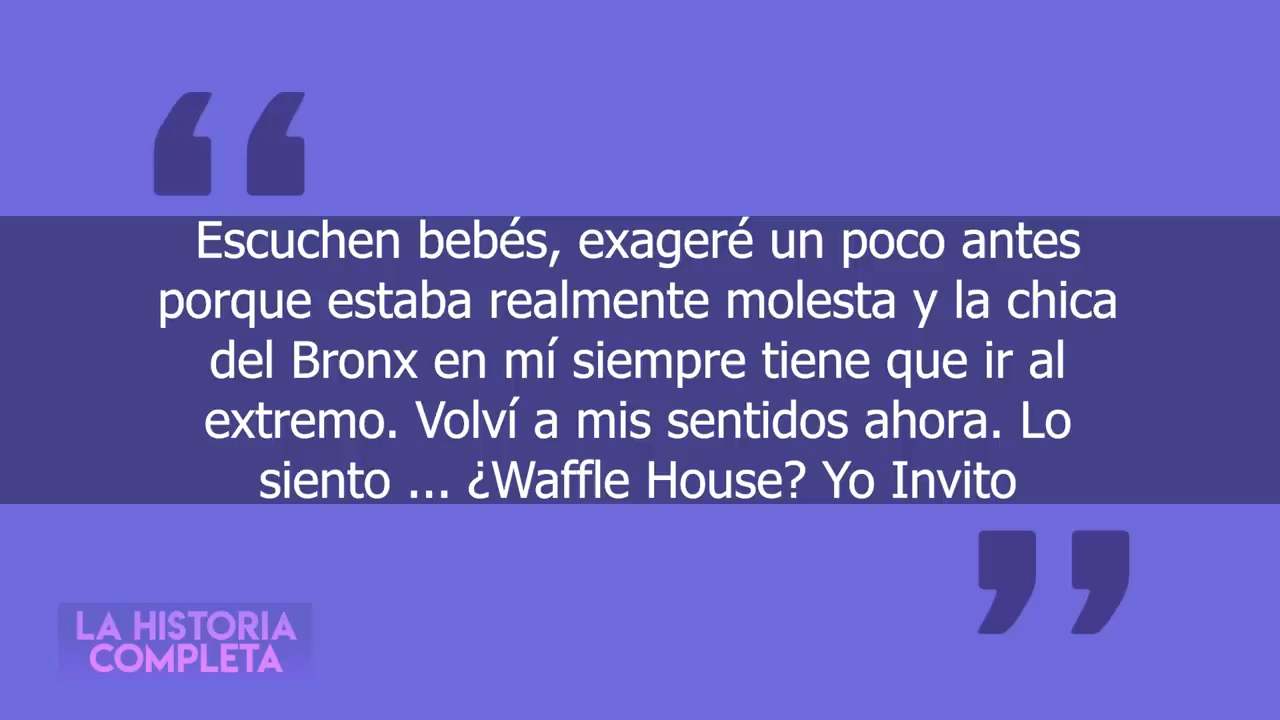 Escuchen bebés, exageré un poco antes
porque estaba realmente molesta y la chica
del Bronx en mí siempre tiene que ir al
extremo. Volví a mis sentidos ahora. Lo
siento ... ¿Waffle House? Yo Invito
LA HISTORIA
COMPLETA